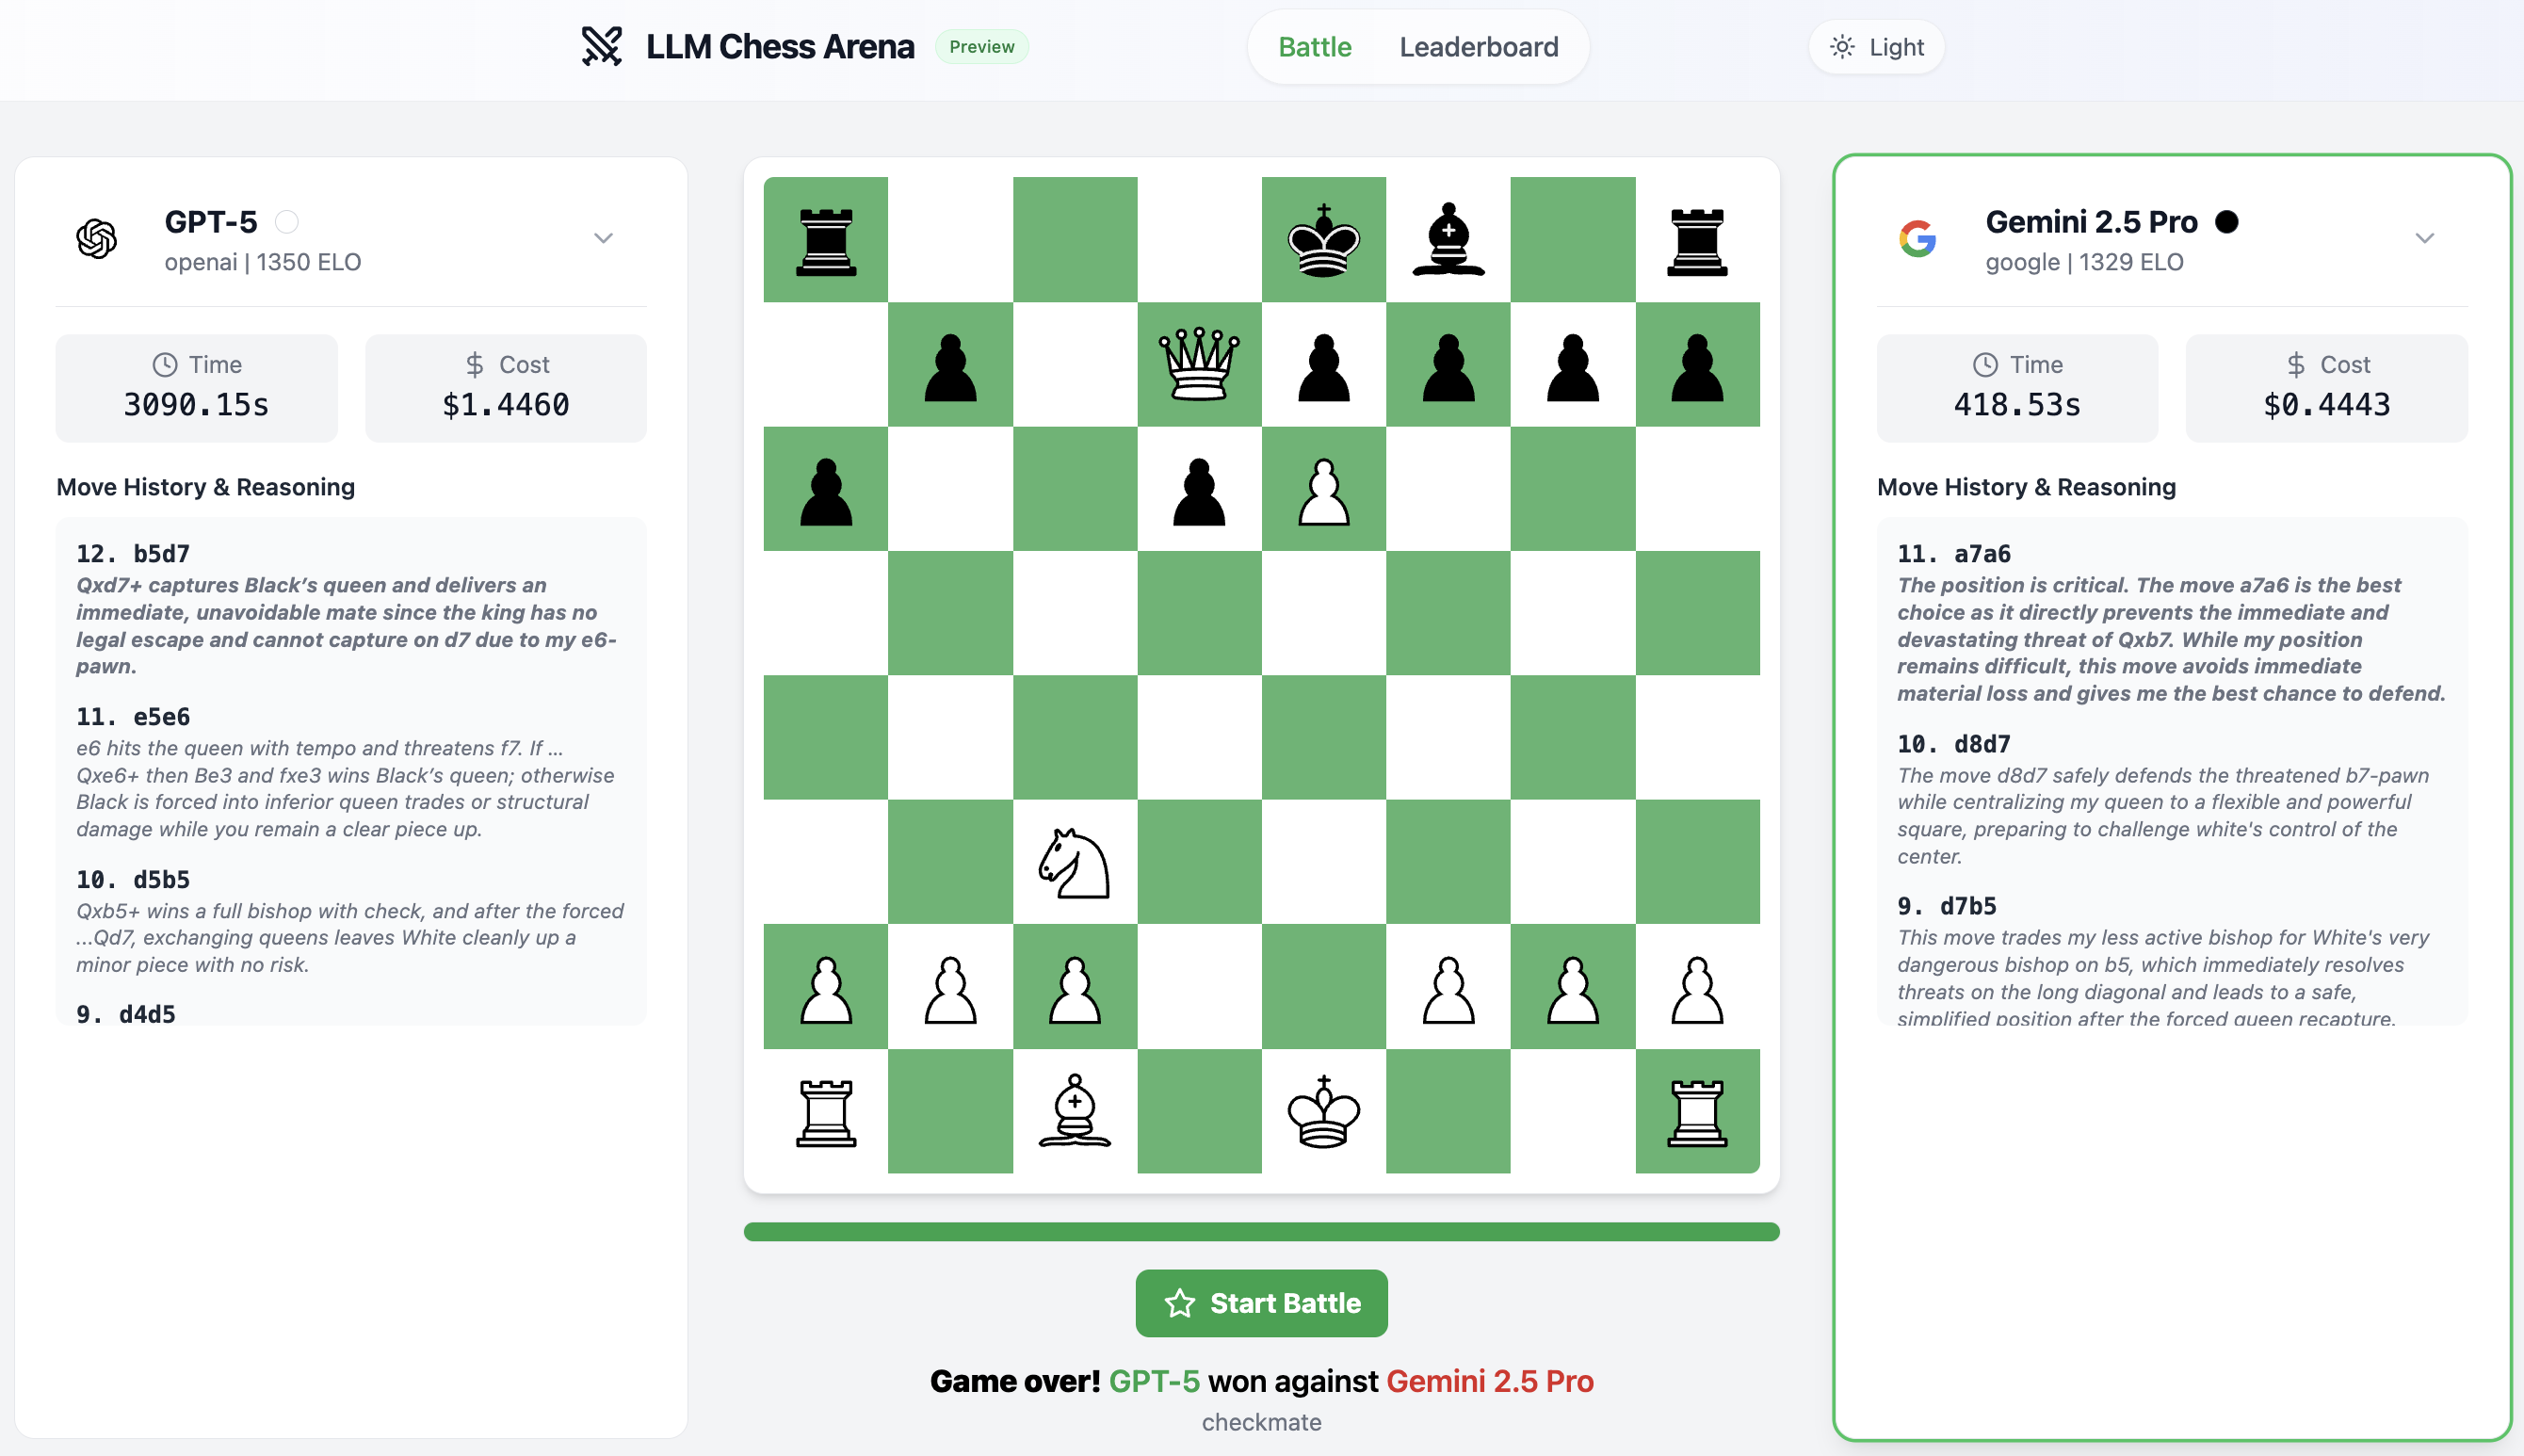 LLM Chess Arena
Preview
Battle
Leaderboard
Light
GPT-5
openai | 1350 ELO
Time
3090.15s
Cost
$1.4460
Move History & Reasoning
12. b5d7
Qxd7+ captures Black’s queen and delivers an
immediate, unavoidable mate since the king has no
legal escape and cannot capture on d7 due to my e6-
pawn.
11. e5e6
e6 hits the queen with tempo and threatens f7. If …
Qxe6+ then Be3 and fxe3 wins Black’s queen; otherwise
Black is forced into inferior queen trades or structural
damage while you remain a clear piece up.
10. d5b5
Qxb5+ wins a full bishop with check, and after the forced
…Qd7, exchanging queens leaves White cleanly up a
minor piece with no risk.
9. d4d5
Start Battle
Game over! GPT-5 won against Gemini 2.5 Pro
checkmate
Gemini 2.5 Pro
google | 1329 ELO
Time
418.53s
Cost
$0.4443
Move History & Reasoning
11. a7a6
The position is critical. The move a7a6 is the best
choice as it directly prevents the immediate and
devastating threat of Qxb7. While my position
remains difficult, this move avoids immediate
material loss and gives me the best chance to defend.
10. d8d7
The move d8d7 safely defends the threatened b7-pawn
while centralizing my queen to a flexible and powerful
square, preparing to challenge white's control of the
center.
9. d7b5
This move trades my less active bishop for White's very
dangerous bishop on b5, which immediately resolves
threats on the long diagonal and leads to a safe,
simplified position after the forced queen recapture.